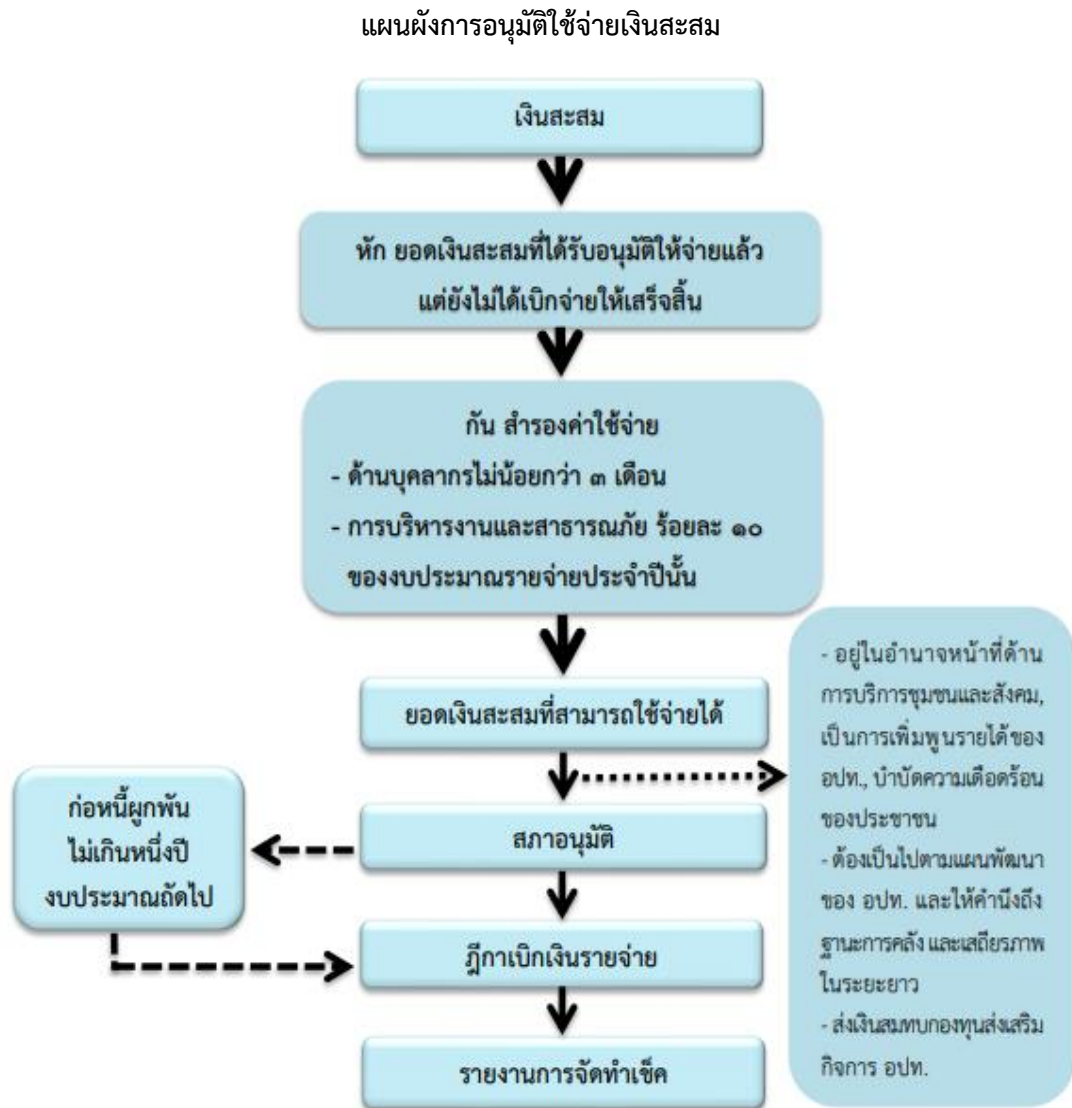 แผนผังการอนุมัติใช้จ่ายเงินสะสม
เงินสะสม
หัก ยอดเงินสะสมที่ได้รับอนุมัติให้จ่ายแล้ว
แต่ยังไม่ได้เบิกจ่ายให้เสร็จสิ้น
กัน สำรองค่าใช้จ่าย
- ด้านบุคลากรไม่น้อยกว่า ๓ เดือน
- การบริหารงานและสาธารณภัย ร้อยละ ๑๐
ของงบประมาณรายจ่ายประจำปีนั้น
ยอดเงินสะสมที่สามารถใช้จ่ายได้
- อยู่ในอำนาจหน้าที่ด้าน
การบริการชุมชนและสังคม,
เป็นการเพิ่มพูนรายได้ของ
อปท., บำบัดความเดือดร้อน
ของประชาชน
- ต้องเป็นไปตามแผนพัฒนา
ของ อปท. และให้คำนึงถึง
ฐานะการคลัง และเสถียรภาพ
ในระยะยาว
- ส่งเงินสมทบกองทุนส่งเสริม
กิจการ อปท.
สภาอนุมัติ
ก่อหนี้ผูกพัน
ไม่เกินหนึ่งปี
งบประมาณถัดไป
ฎีกาเบิกเงินรายจ่าย
รายงานการจัดทำเช็ค